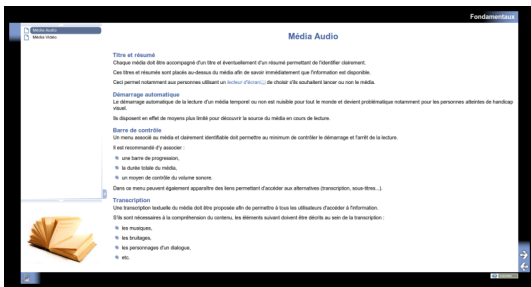 Fondamentaux
Média Audio
Média Vidéo
Média Audio
Titre et résumé
Chaque média doit être accompagné d'un titre et éventuellement d'un résumé permettant de l'identifier clairement.
Ces titres et résumés sont placés au-dessus du média afin de savoir immédiatement que l'information est disponible.
Ceci permet notamment aux personnes utilisant un lecteur d'écran de choisir s'ils souhaitent lancer ou non le média.
Démarrage automatique
Le démarrage automatique de la lecture d'un média temporel ou non est nuisible pour tout le monde et devient problématique notamment pour les personnes atteintes de handicap
visuel.
Ils disposent en effet de moyens plus limité pour découvrir la source du média en cours de lecture.
Barre de contrôle
Un menu associé au média et clairement identifiable doit permettre au minimum de contrôler le démarrage et l'arrêt de la lecture.
Il est recommandé d'y associer :
une barre de progression,
la durée totale du média,
un moyen de contrôle du volume sonore.
Dans ce menu peuvent également apparaître des liens permettant d'accéder aux alternatives (transcription, sous-titres...).
Transcription
Une transcription textuelle du média doit être proposée afin de permettre à tous les utilisateurs d'accéder à l'information.
S'ils sont nécessaires à la compréhension du contenu, les éléments suivant doivent être décrits au sein de la transcription :
les musiques,
les bruitages,
les personnages d'un dialogue,
etc.